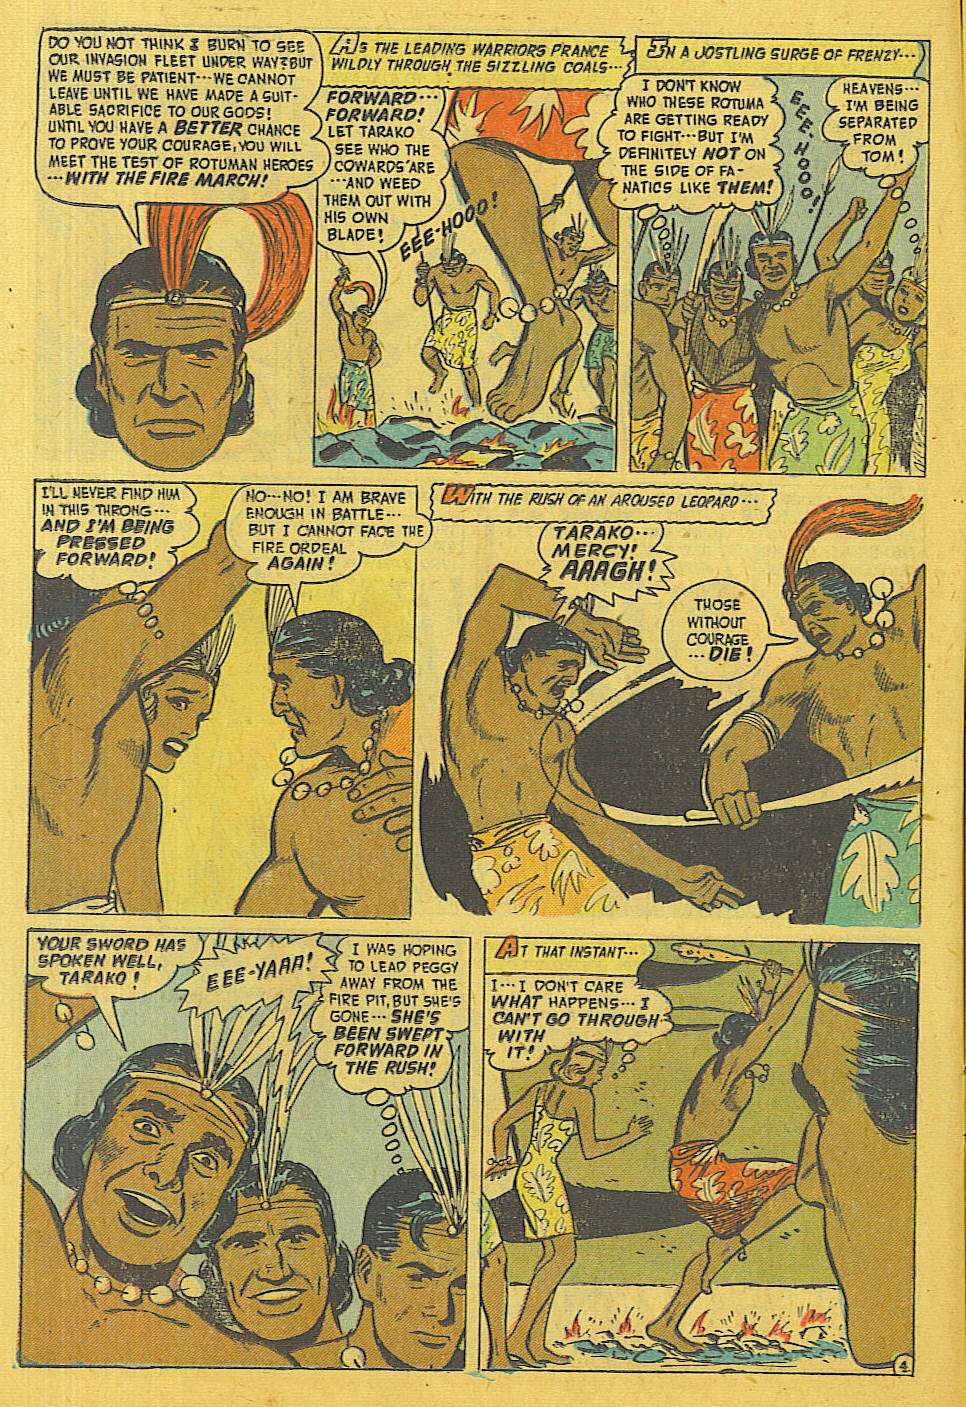 DO YOU NOT THINK I BURN TO SEE
OUR INVASION FLEET UNDER WAY? BUT
WE MUST BE PATIENT---WE CANNOT
LEAVE UNTIL WE HAVE MADE A SUIT-
ABLE SACRIFICE TO OUR GODS!
UNTIL YOU HAVE A BETTER CHANCE
TO PROVE YOUR COURAGE, YOU WILL
MEET THE TEST OF ROTUMAN HEROES
---WITH THE FIRE MARCH!
AS THE LEADING WARRIORS PRANCE
WILDLY THROUGH THE SIZZLING COALS---
FORWARD---
FORWARD!
LET TARAKO
SEE WHO THE
COWARDS ARE
---AND WEED
THEM OUT WITH
HIS OWN
BLADE!
EEE-HOOO!
IN A JOSTLING SURGE OF FRENZY---
I DON'T KNOW
WHO THESE ROTUMA
ARE GETTING READY
TO FIGHT---BUT I'M
DEFINITELY NOT ON
THE SIDE OF FA-
NATICS LIKE THEM!
EEE-HOOO!
HEAVENS---
I'M BEING
SEPARATED
FROM
TOM!
I'LL NEVER FIND HIM
IN THIS THRONG---
AND I'M BEING
PRESSED
FORWARD!
NO---NO! I AM BRAVE
ENOUGH IN BATTLE---
BUT I CANNOT FACE THE
FIRE ORDEAL
AGAIN!
WITH THE RUSH OF AN AROUSED LEOPARD---
TARAKO---
MERCY!
AAAGH!
THOSE
WITHOUT
COURAGE
---DIE!
YOUR SWORD HAS
SPOKEN WELL,
TARAKO!
EEE-YAAA!
I WAS HOPING
TO LEAD PEGGY
AWAY FROM THE
FIRE PIT, BUT SHE'S
GONE---SHE'S
BEEN SWEPT
FORWARD IN
THE RUSH!
AT THAT INSTANT---
I---I DON'T CARE
WHAT HAPPENS---I
CAN'T GO THROUGH
WITH
IT!
4